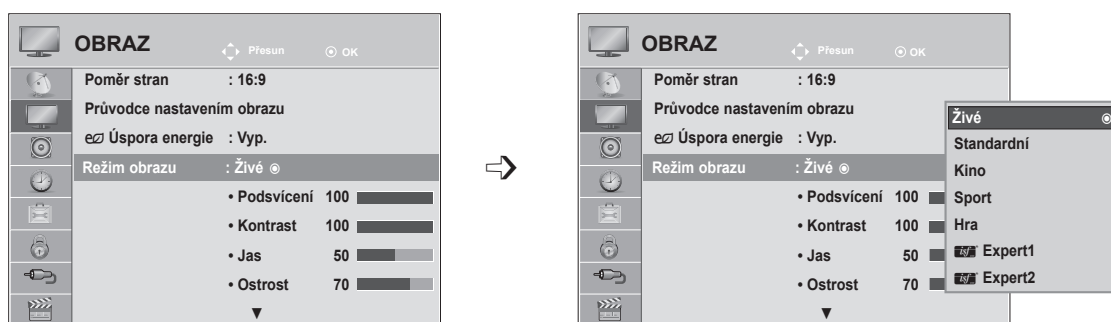 OBRAZ Přesun OK
Poměr stran : 16:9
Průvodce nastavením obrazu
Úspora energie : Vyp.
Režim obrazu : Živé
• Podsvícení 100
• Kontrast 100
• Jas 50
• Ostrost 70
OBRAZ Přesun OK
Poměr stran : 16:9
Průvodce nastavením obrazu
Úspora energie : Vyp.
Režim obrazu : Živé
• Podsvícení 100
• Kontrast 100
• Jas 50
• Ostrost 70
Živé
Standardní
Kino
Sport
Hra
isf Expert1
isf Expert2